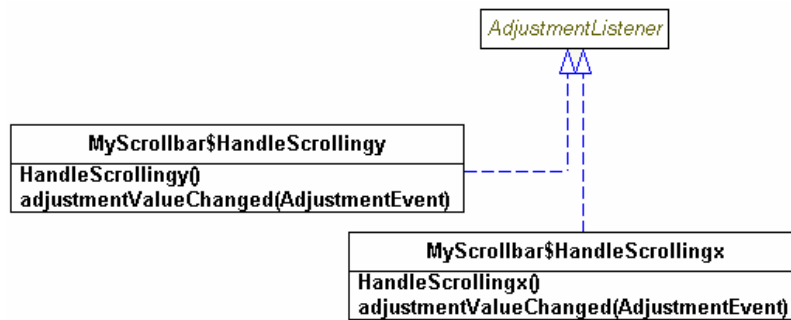 AdjustmentListener
MyScrollbar$HandleScrollingy
HandleScrollingy()
adjustmentValueChanged(AdjustmentEvent)
MyScrollbar$HandleScrollingx
HandleScrollingx()
adjustmentValueChanged(AdjustmentEvent)